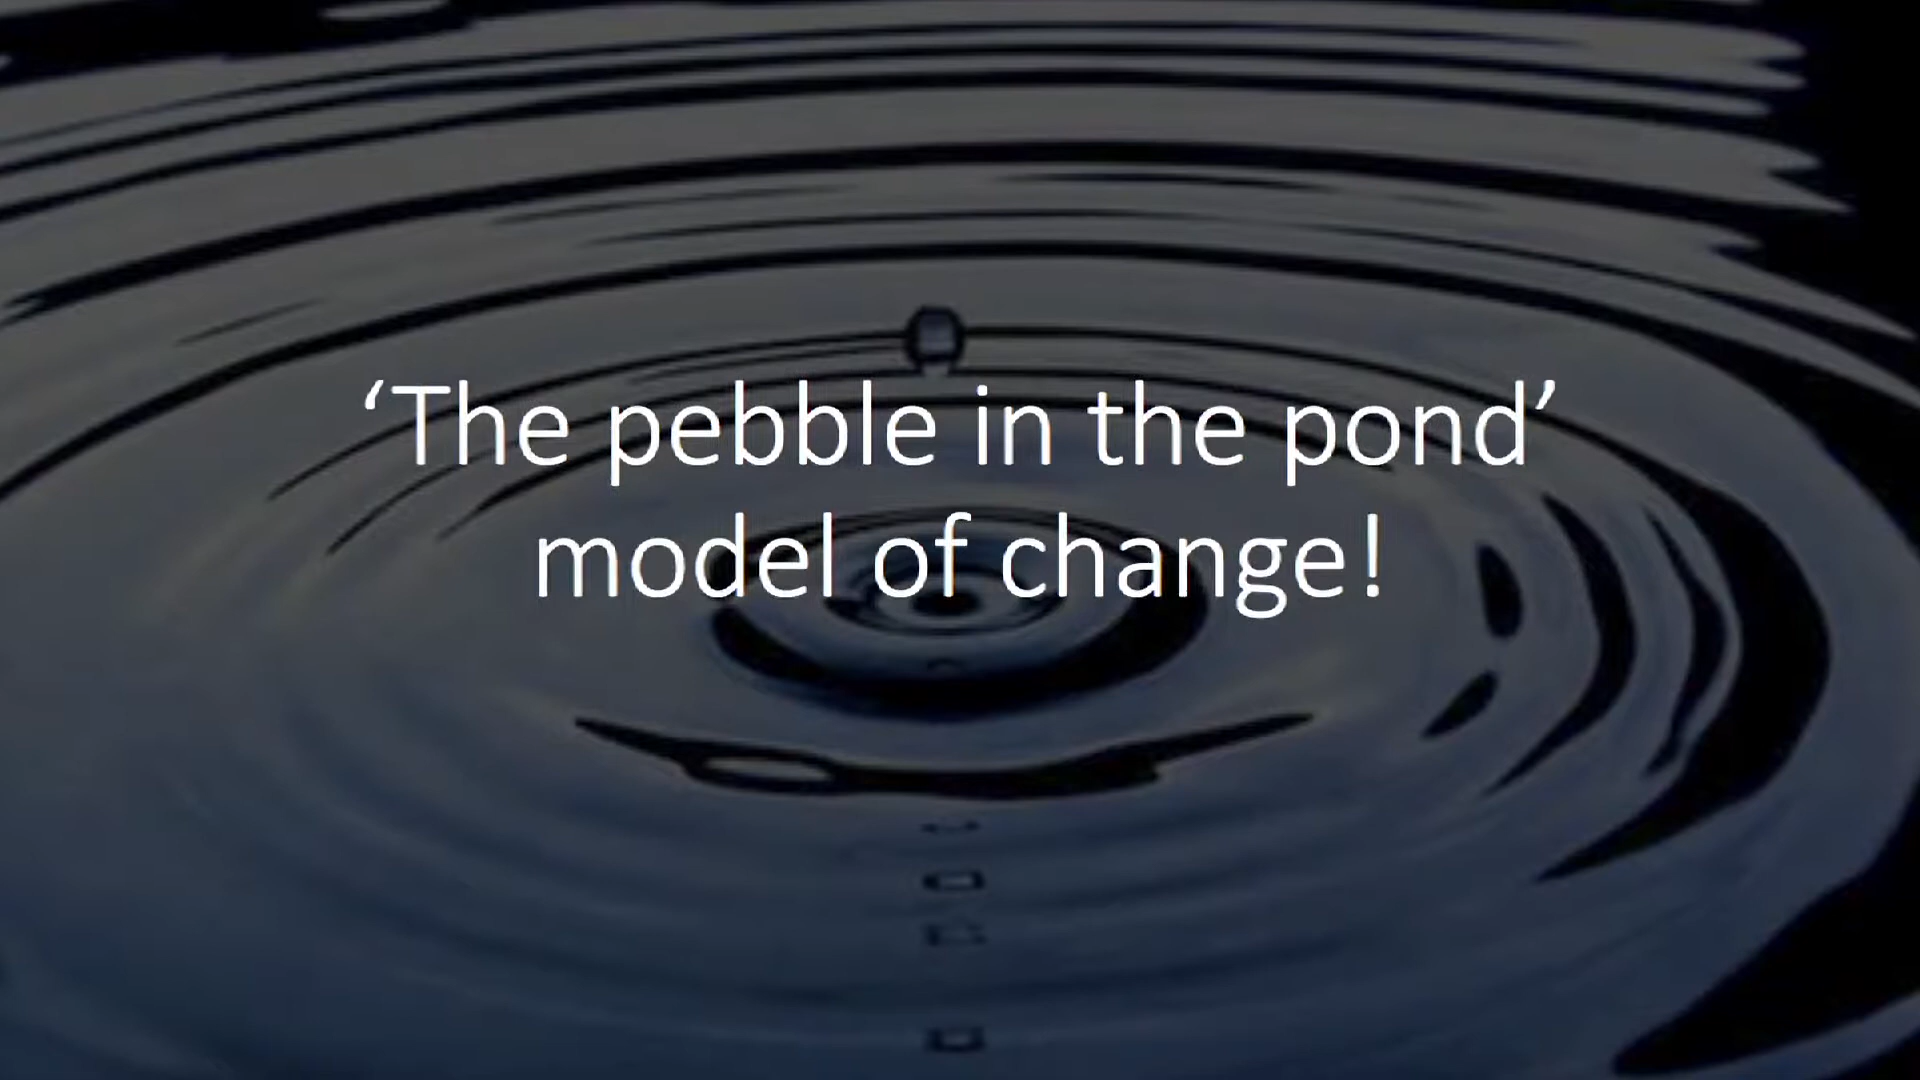 ‘The pebble in the pond’
model of change!